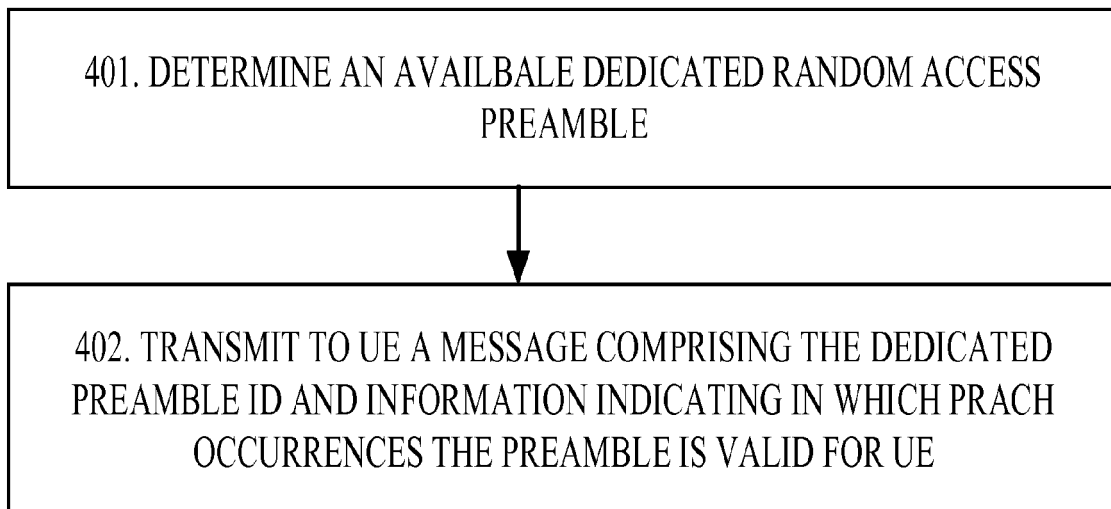 401. DETERMINE AN AVAILBALE DEDICATED RANDOM ACCESS
PREAMBLE
402. TRANSMIT TO UE A MESSAGE COMPRISING THE DEDICATED
PREAMBLE ID AND INFORMATION INDICATING IN WHICH PRACH
OCCURRENCES THE PREAMBLE IS VALID FOR UE